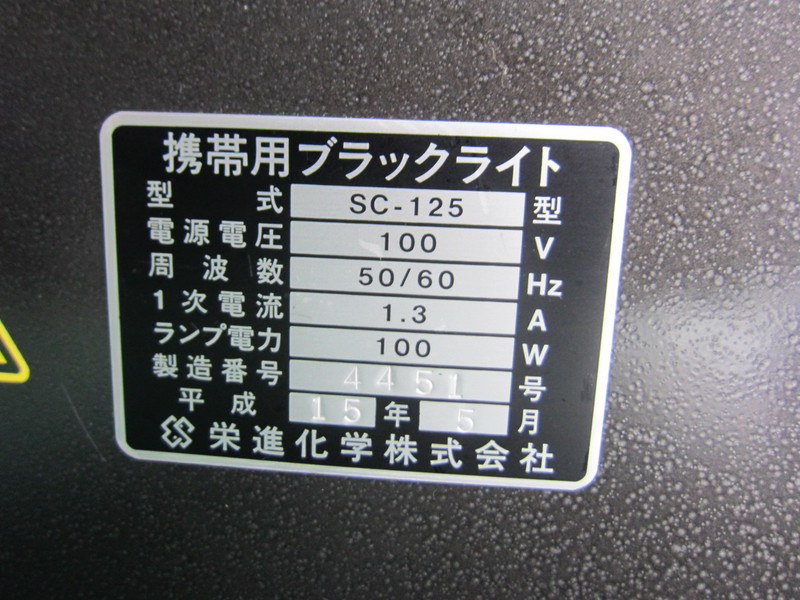 携帯用ブラックライト
型式 SC-125 型
電源電圧 100 V
周波数 50/60 Hz
1次電流 1.3 A
ランプ電力 100 W
製造番号 4451 号
平成 15 年 5 月
栄進化学株式会社